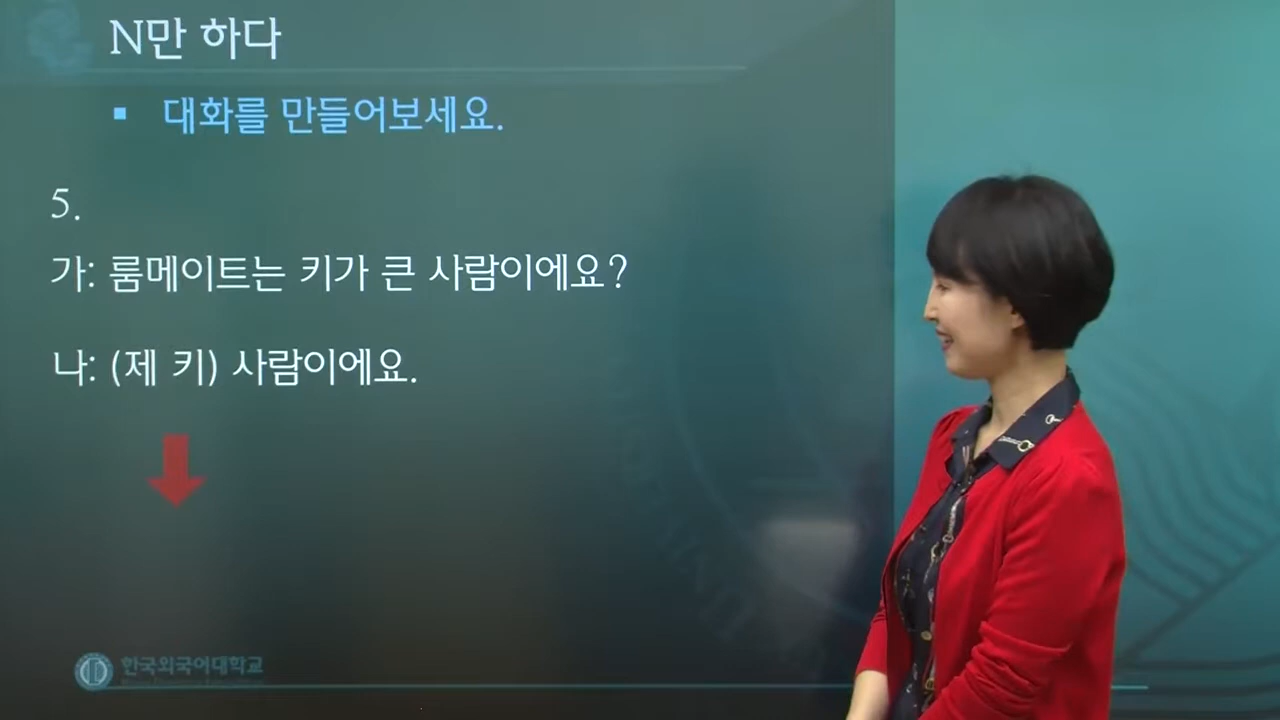 N만 하다
▪ 대화를 만들어보세요.
5.
가: 룸메이트는 키가 큰 사람이에요?
나: (제 키) 사람이에요.
한국외국어대학교